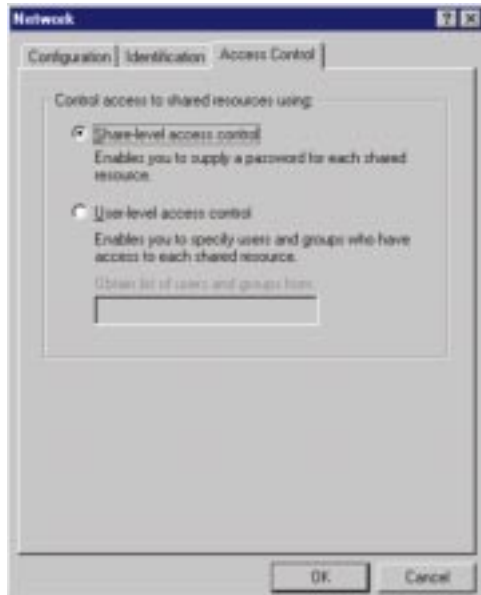 Network
Configuration Identification Access Control
Control access to shared resources using:
Share-level access control
Enables you to supply a password for each shared
resource.
User-level access control
Enables you to specify users and groups who have
access to each shared resource.
Obtain list of users and groups from:
OK Cancel